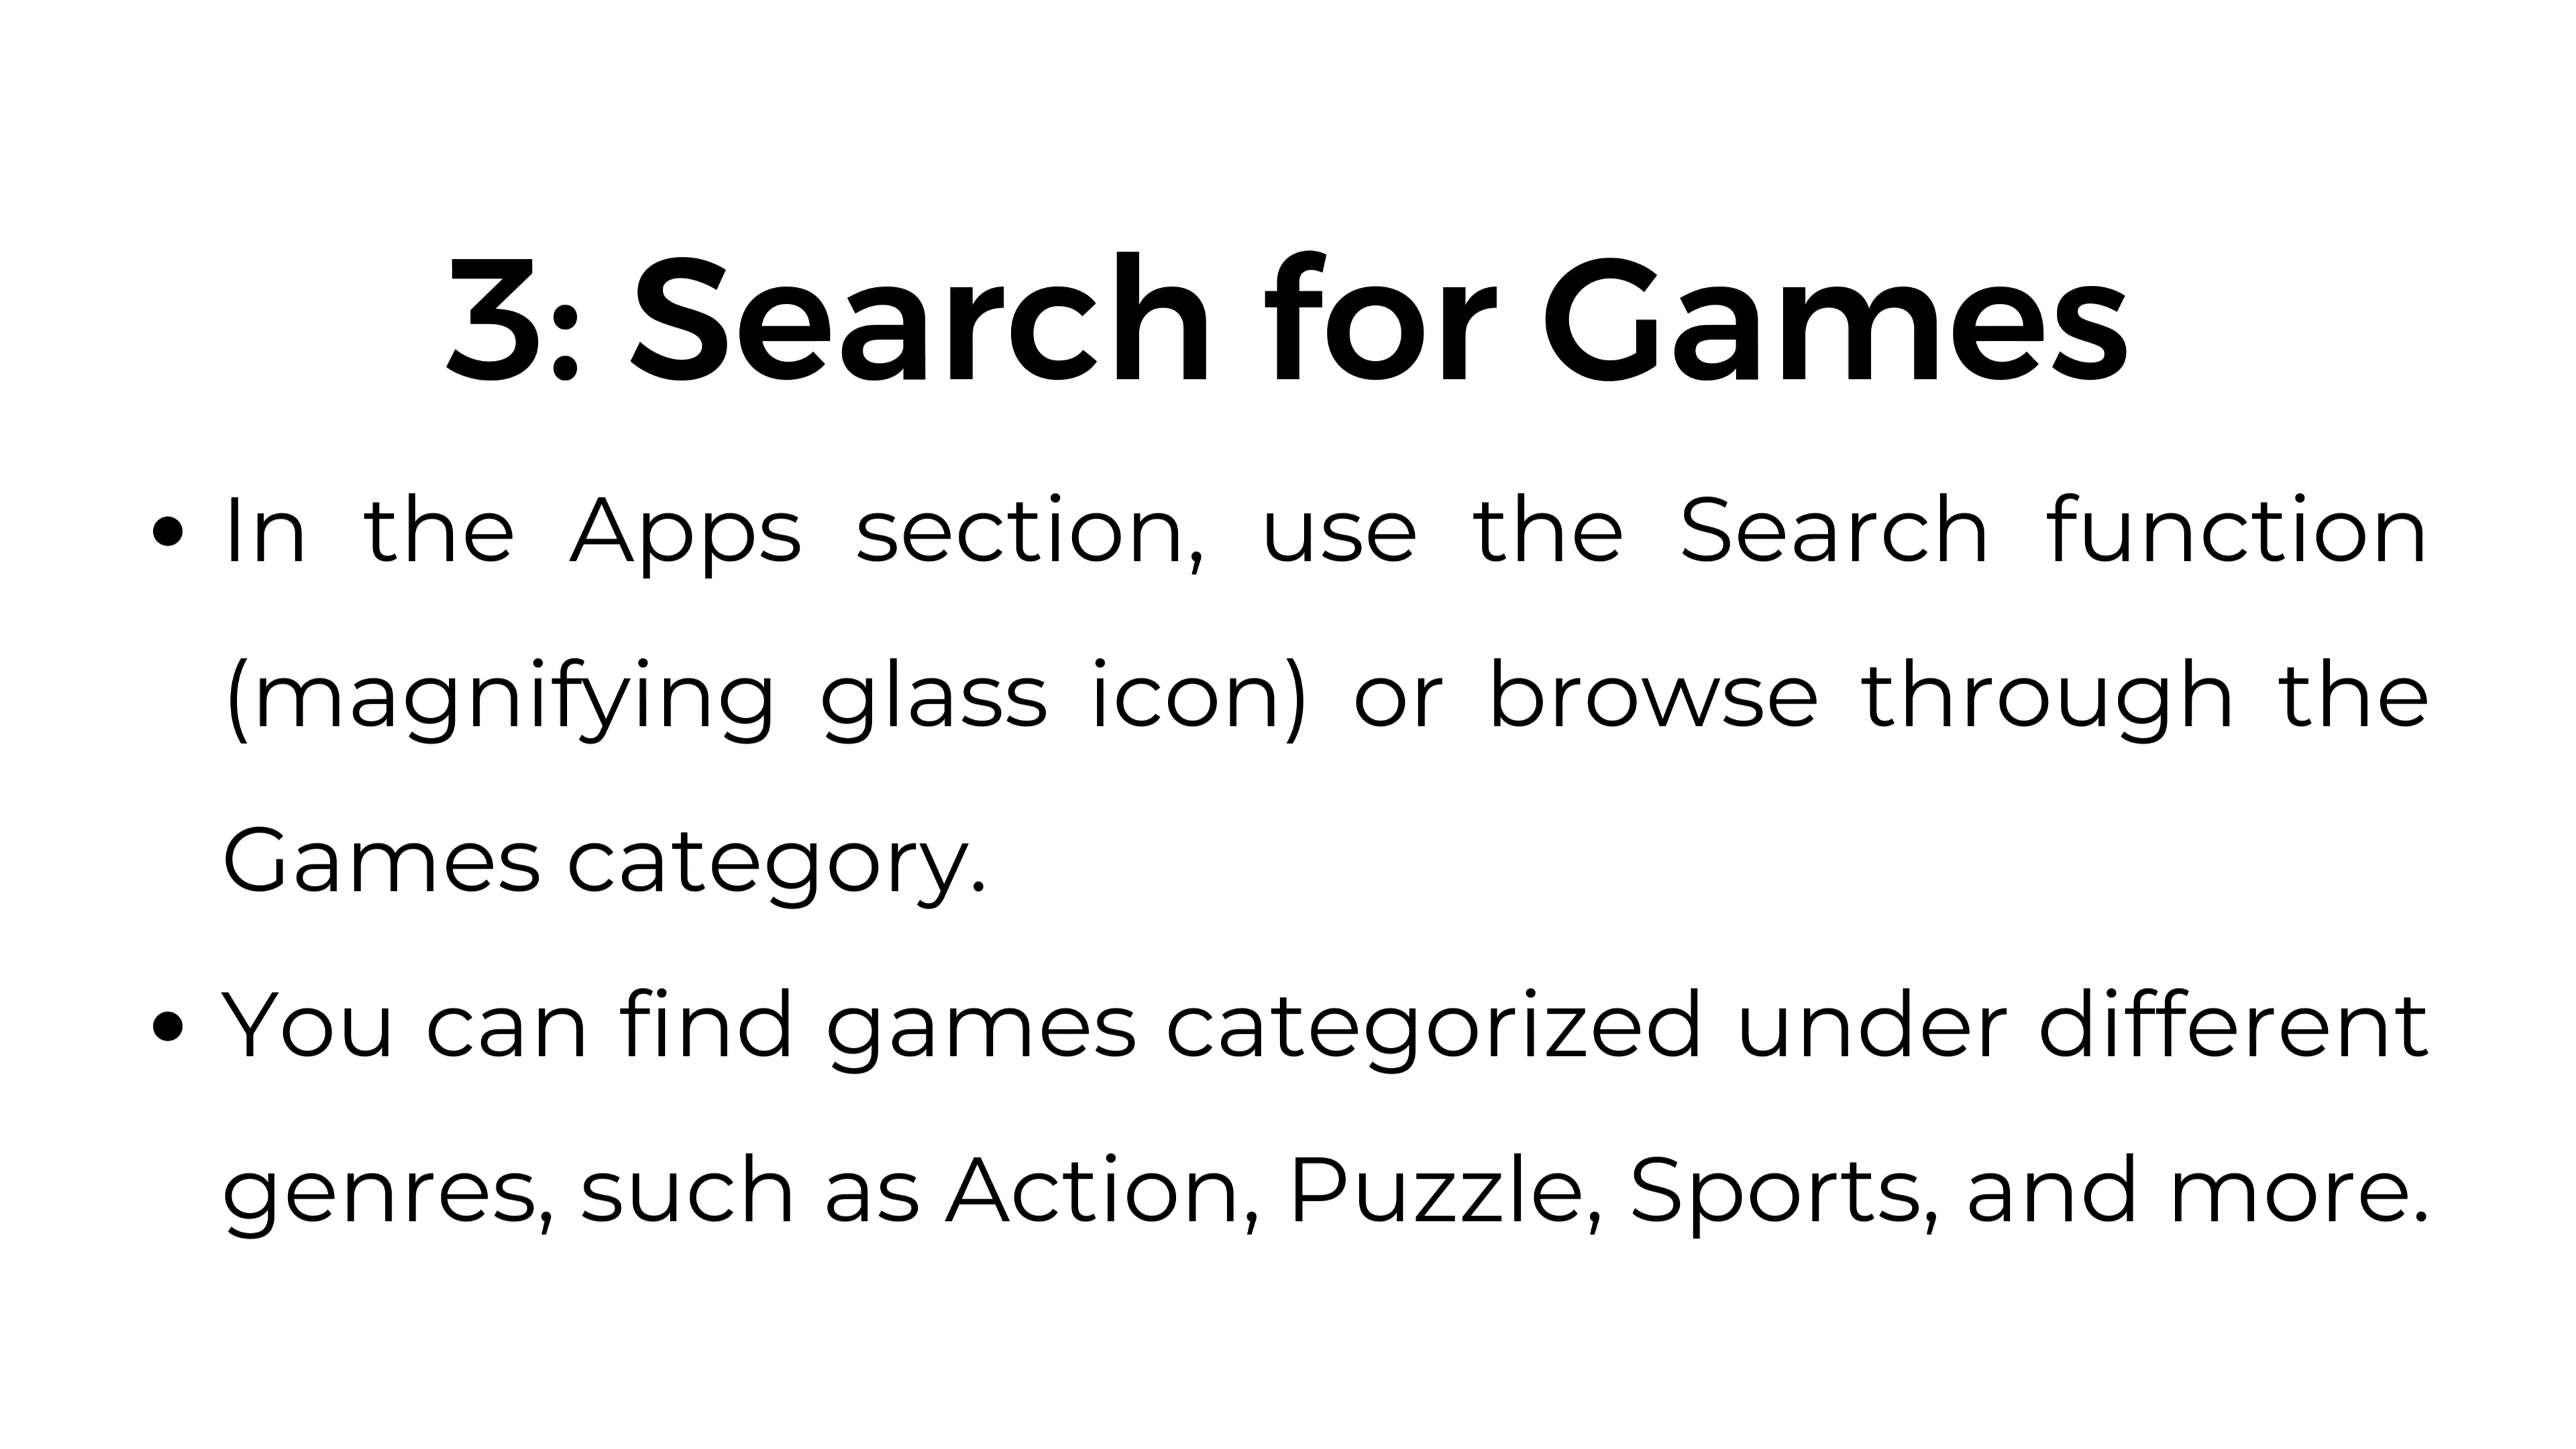 3: Search for Games
• In the Apps section, use the Search function
(magnifying glass icon) or browse through the
Games category.
• You can find games categorized under different
genres, such as Action, Puzzle, Sports, and more.